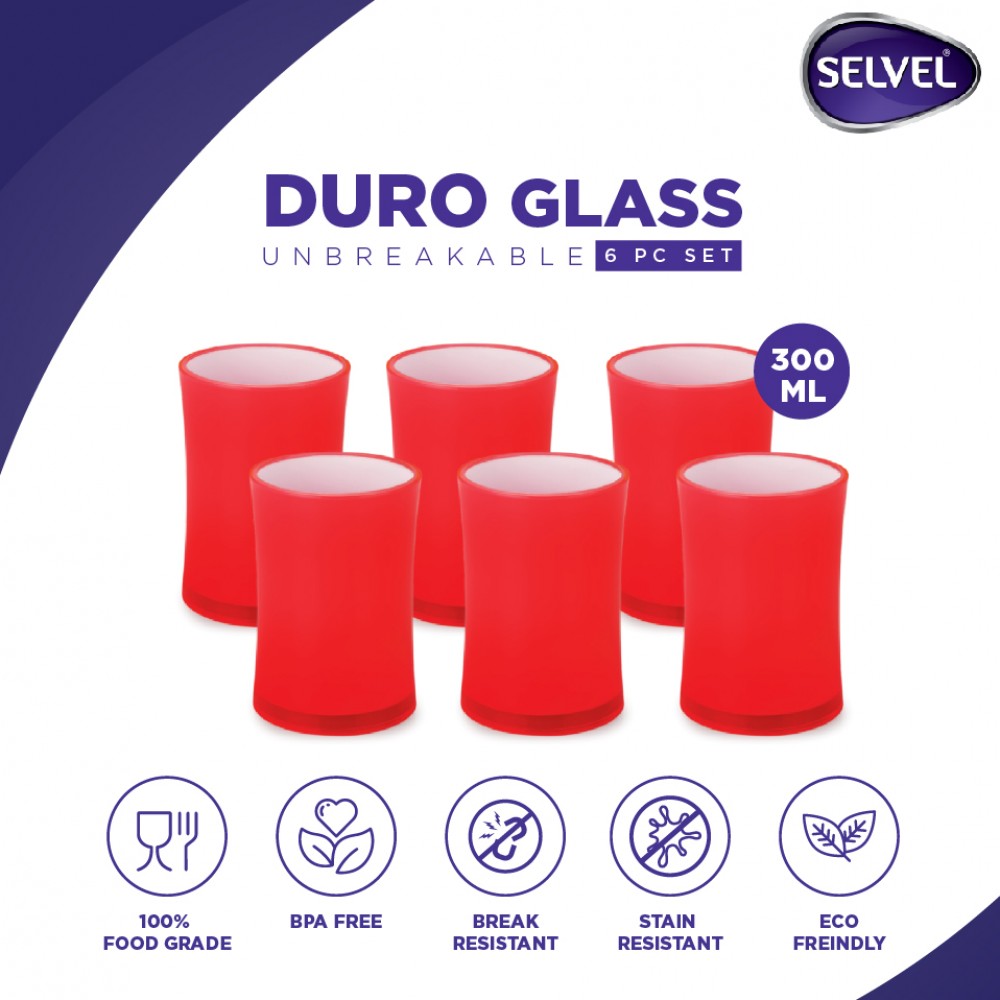 SELVEL®
DURO GLASS
UNBREAKABLE 6 PC SET
300
ML
100%
FOOD GRADE
BPA FREE
BREAK
RESISTANT
STAIN
RESISTANT
ECO
FREINDLY